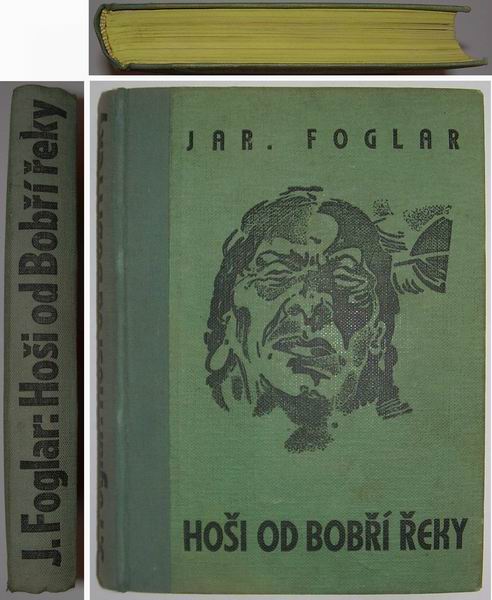 J. Foglar: Hoši od Bobří řeky
JAR. FOGLAR
HOŠI OD BOBŘÍ ŘEKY